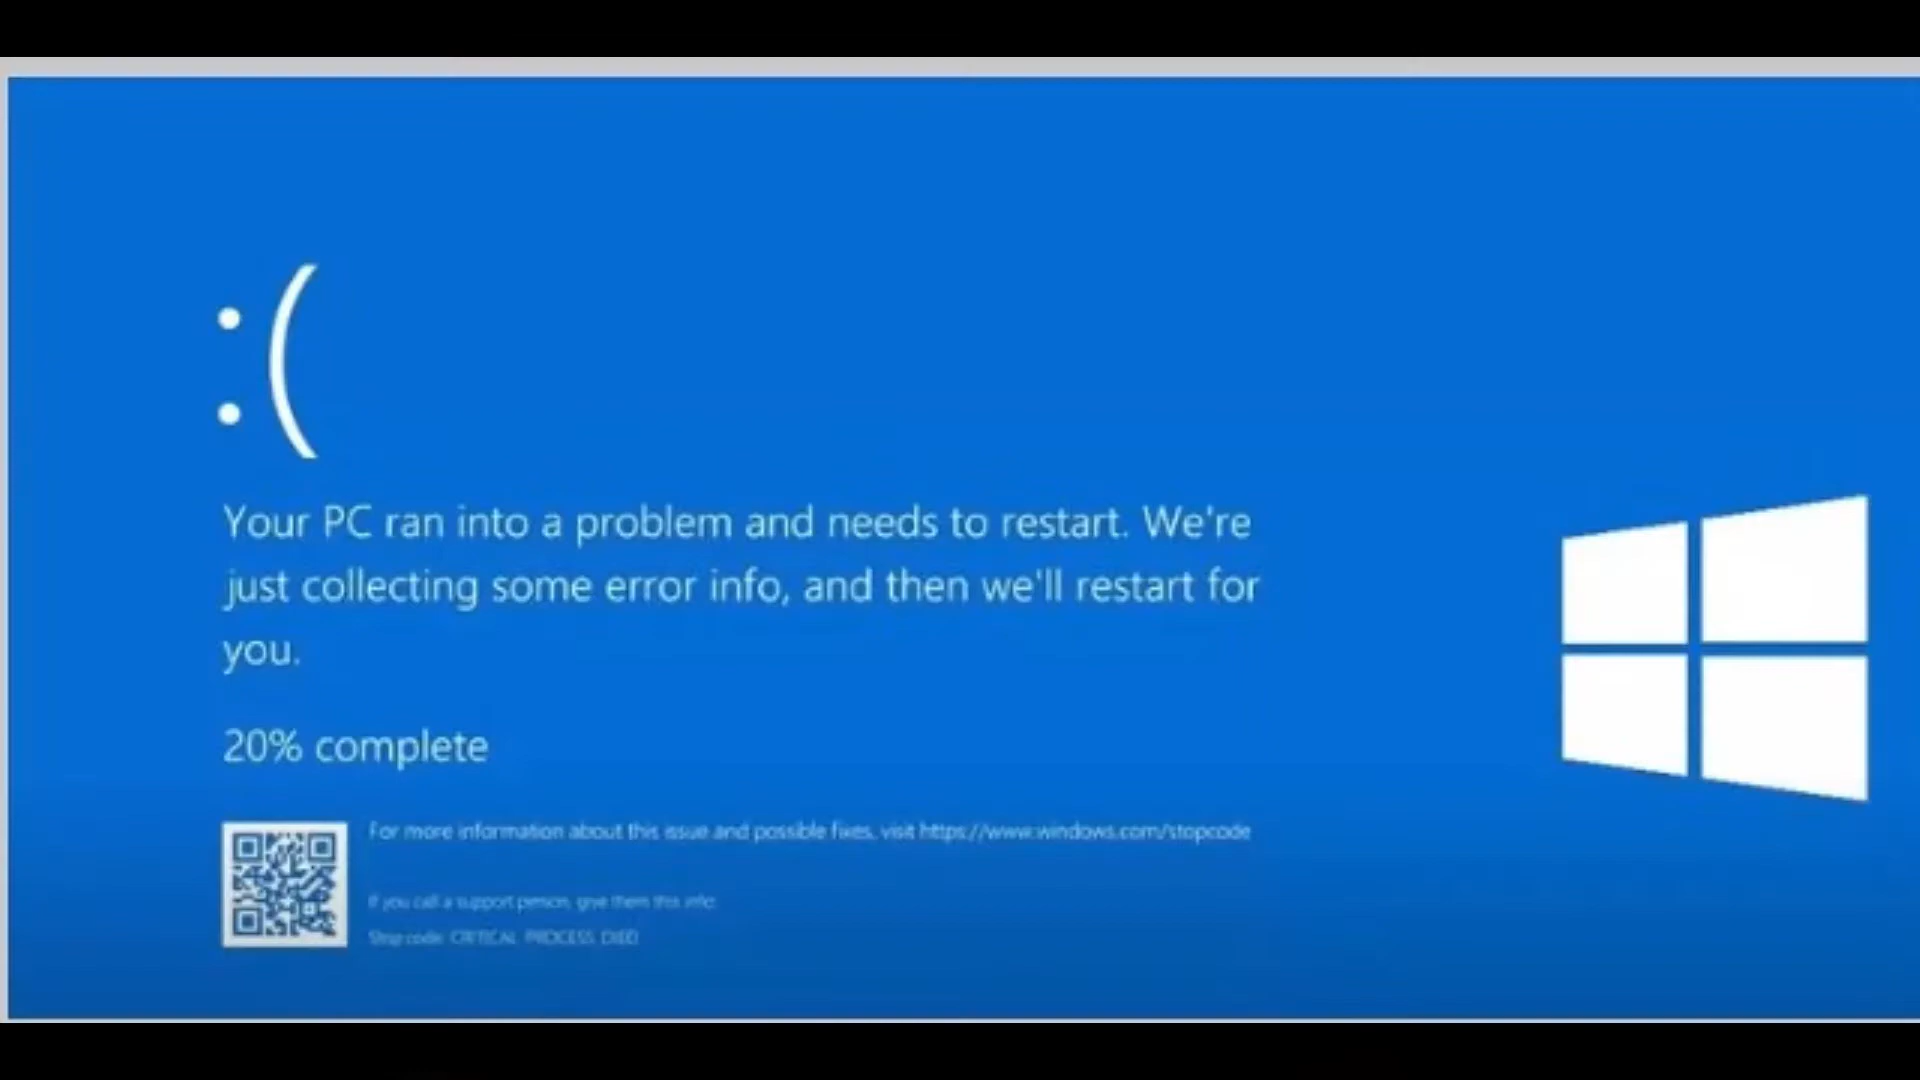 :(
Your PC ran into a problem and needs to restart. We're
just collecting some error info, and then we'll restart for
you.
20% complete
For more information about this issue and possible fixes, visit https://www.windows.com/stopcode
If you call a support person, give them this info:
Stop code: CRITICAL PROCESS DIED